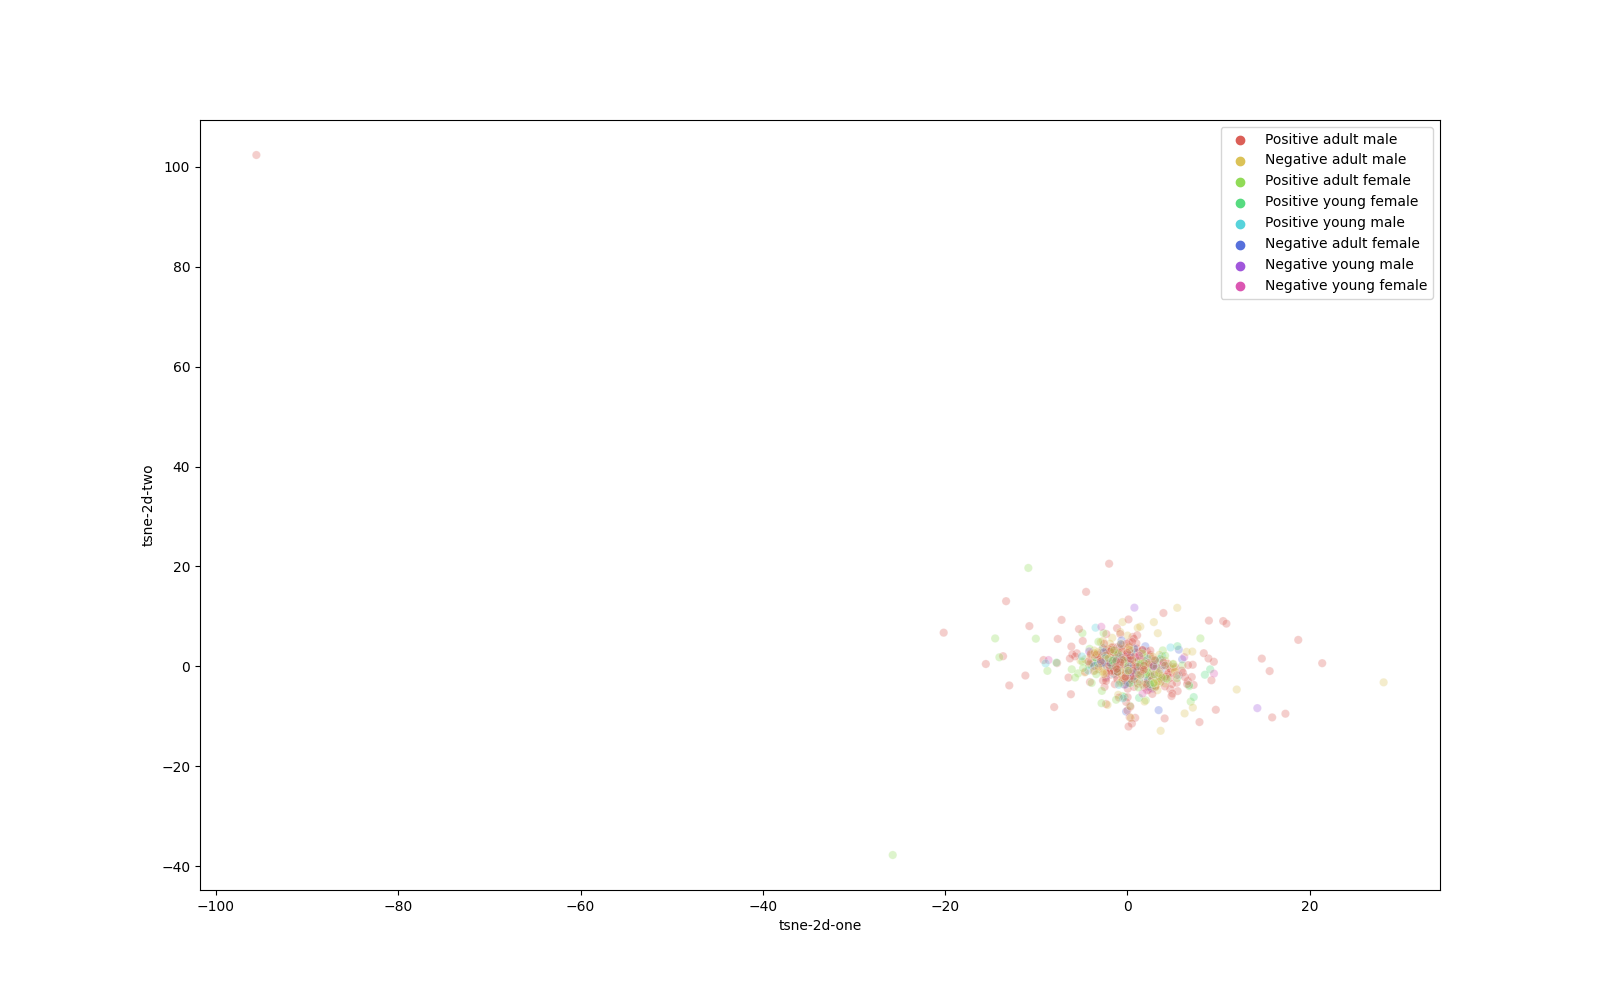 Positive adult male
Negative adult male
Positive adult female
Positive young female
Positive young male
Negative adult female
Negative young male
Negative young female
100
80
60
40
20
0
−20
−40
tsne-2d-two
−100
−80
−60
−40
−20
0
20
tsne-2d-one